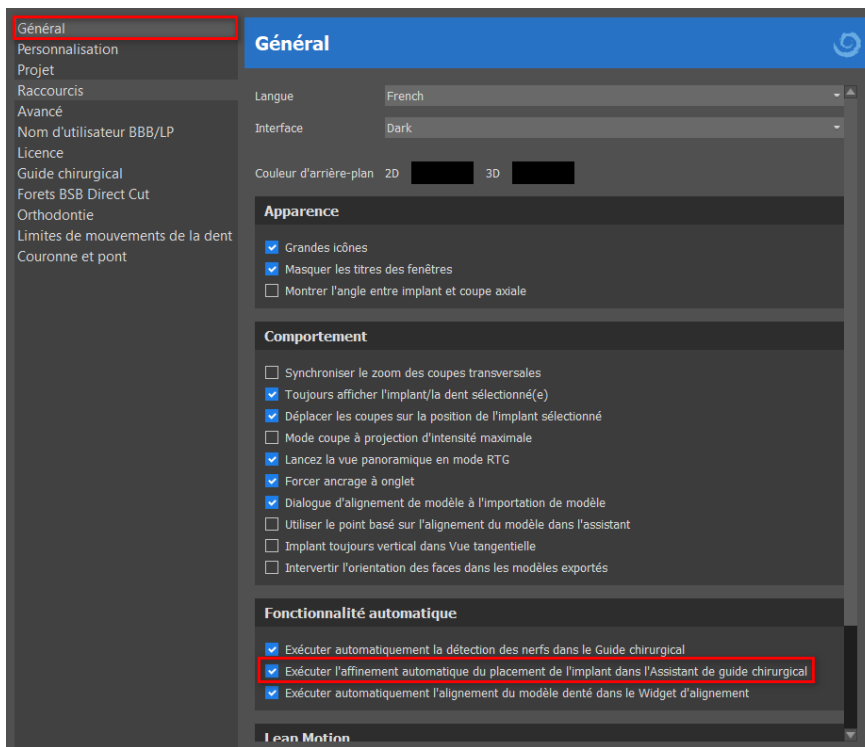 Général
Personnalisation
Projet
Raccourcis
Avancé
Nom d'utilisateur BBB/LP
Licence
Guide chirurgical
Forets BSB Direct Cut
Orthodontie
Limites de mouvements de la dent
Couronne et pont
Général
Langue French
Interface Dark
Couleur d'arrière-plan 2D 3D
Apparence
Grandes icônes
Masquer les titres des fenêtres
Montrer l'angle entre implant et coupe axiale
Comportement
Synchroniser le zoom des coupes transversales
Toujours afficher l'implant/la dent sélectionné(e)
Déplacer les coupes sur la position de l'implant sélectionné
Mode coupe à projection d'intensité maximale
Lancez la vue panoramique en mode RTG
Forcer ancrage à onglet
Dialogue d'alignement de modèle à l'importation de modèle
Utiliser le point basé sur l'alignement du modèle dans l'assistant
Implant toujours vertical dans Vue tangentielle
Intervertir l'orientation des faces dans les modèles exportés
Fonctionnalité automatique
Exécuter automatiquement la détection des nerfs dans le Guide chirurgical
Exécuter l'affinement automatique du placement de l'implant dans l'Assistant de guide chirurgical
Exécuter automatiquement l'alignement du modèle denté dans le Widget d'alignement
Lean Motion